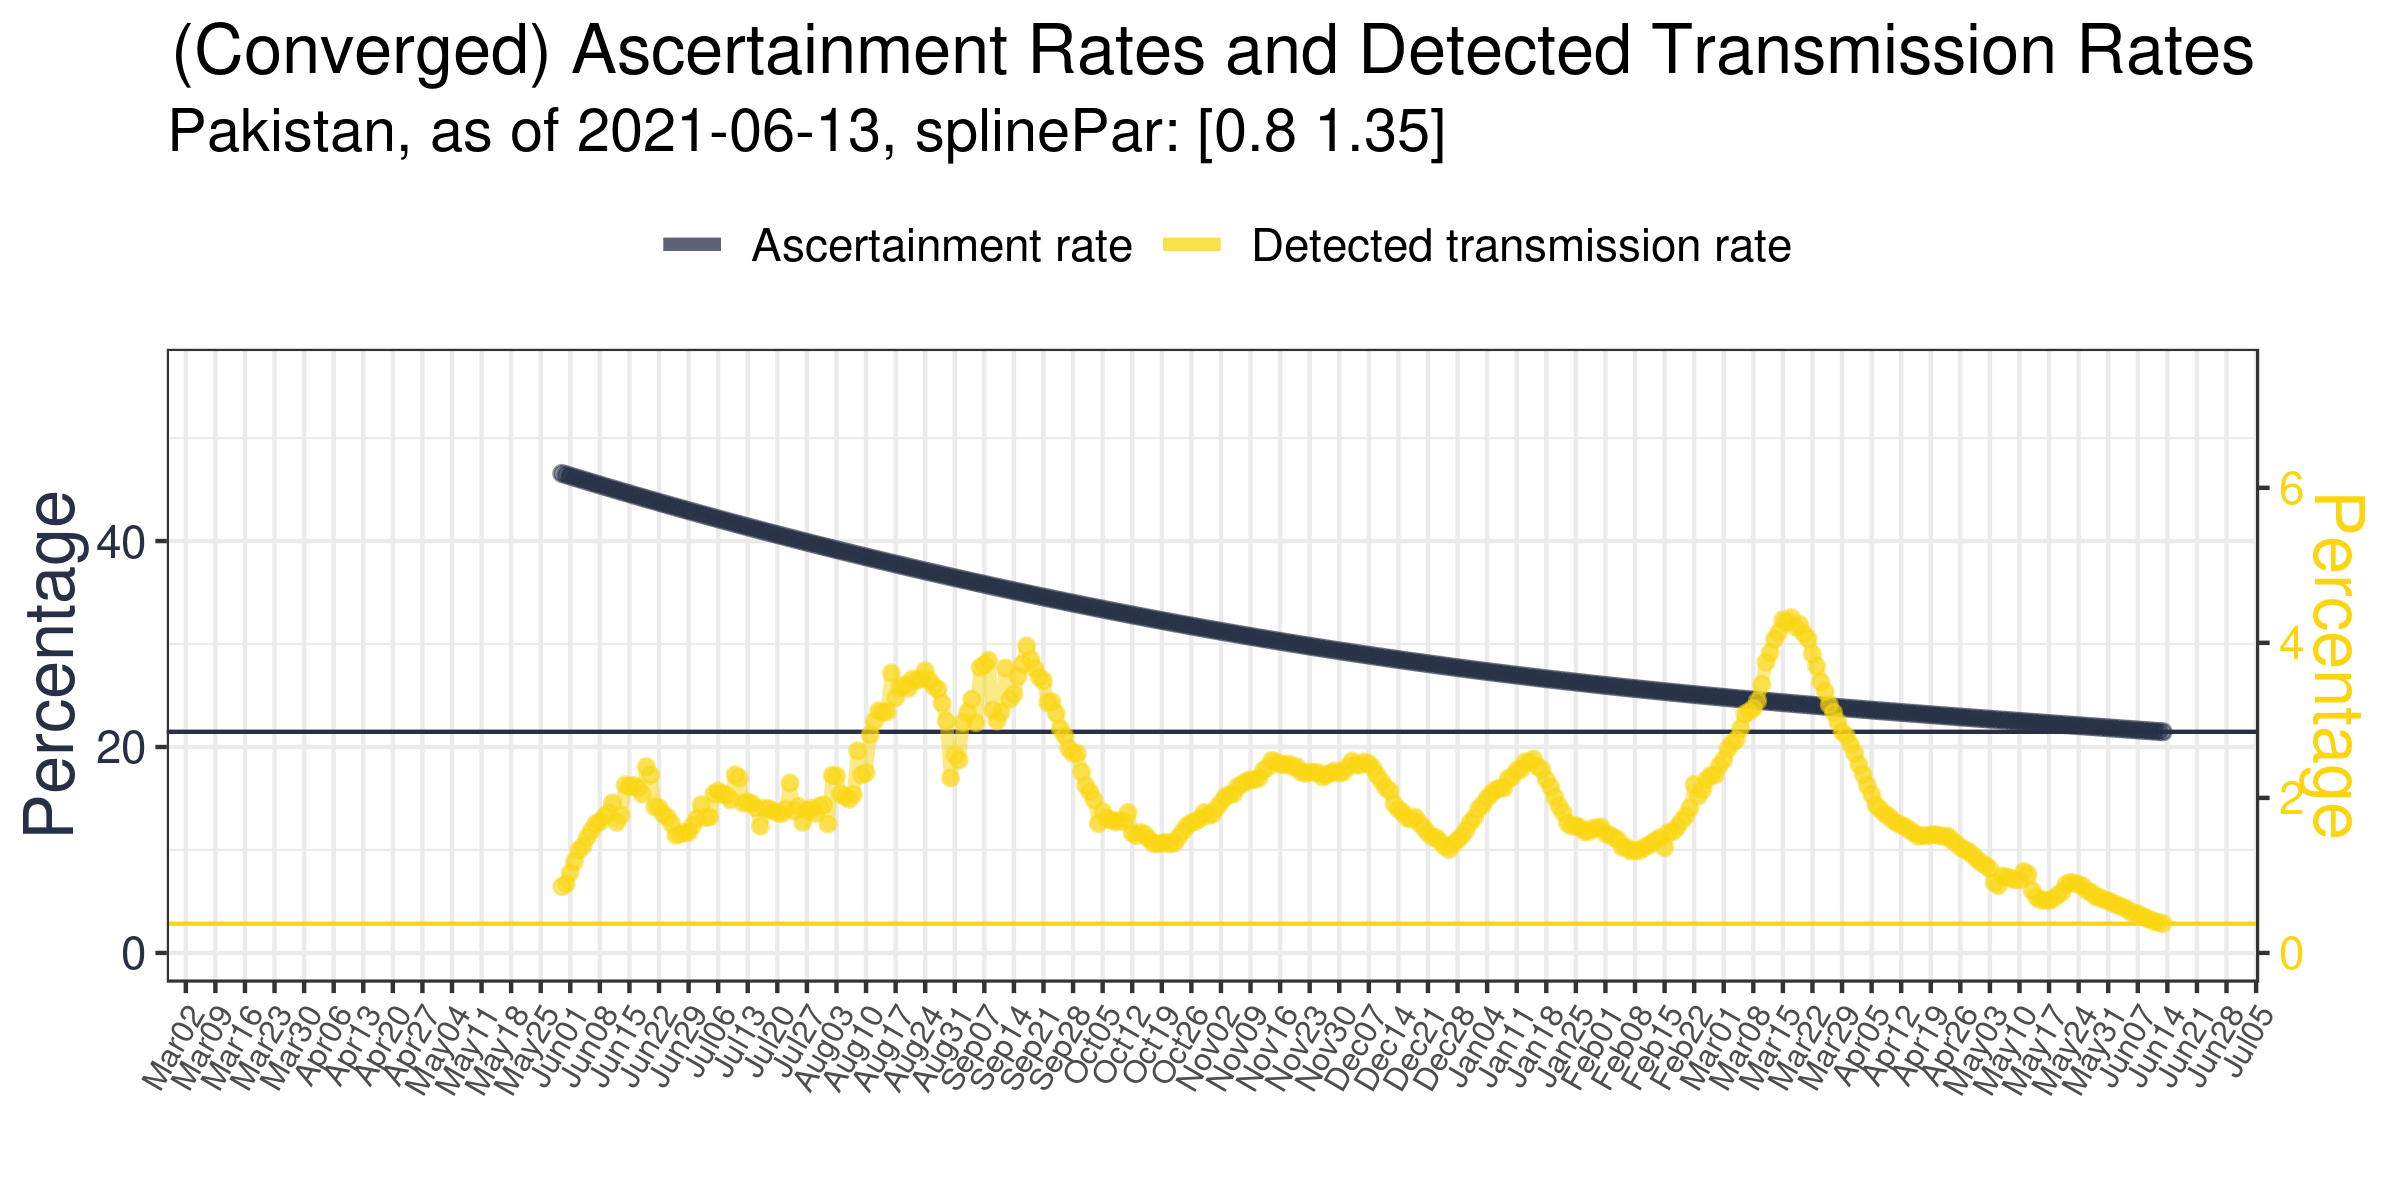 (Converged) Ascertainment Rates and Detected Transmission Rates
Pakistan, as of 2021-06-13, splinePar: [0.8 1.35]
Ascertainment rate
Detected transmission rate
Percentage
40
20
0
6
4
2
0
Percentage
Mar02
Mar09
Mar16
Mar23
Mar30
Apr06
Apr13
Apr20
Apr27
May04
May11
May18
May25
Jun01
Jun08
Jun15
Jun22
Jun29
Jul06
Jul13
Jul20
Jul27
Aug03
Aug10
Aug17
Aug24
Aug31
Sep07
Sep14
Sep21
Sep28
Oct05
Oct12
Oct19
Oct26
Nov02
Nov09
Nov16
Nov23
Nov30
Dec07
Dec14
Dec21
Dec28
Jan04
Jan11
Jan18
Jan25
Feb01
Feb08
Feb15
Feb22
Mar01
Mar08
Mar15
Mar22
Mar29
Apr05
Apr12
Apr19
Apr26
May03
May10
May17
May24
May31
Jun07
Jun14
Jun21
Jun28
Jul05